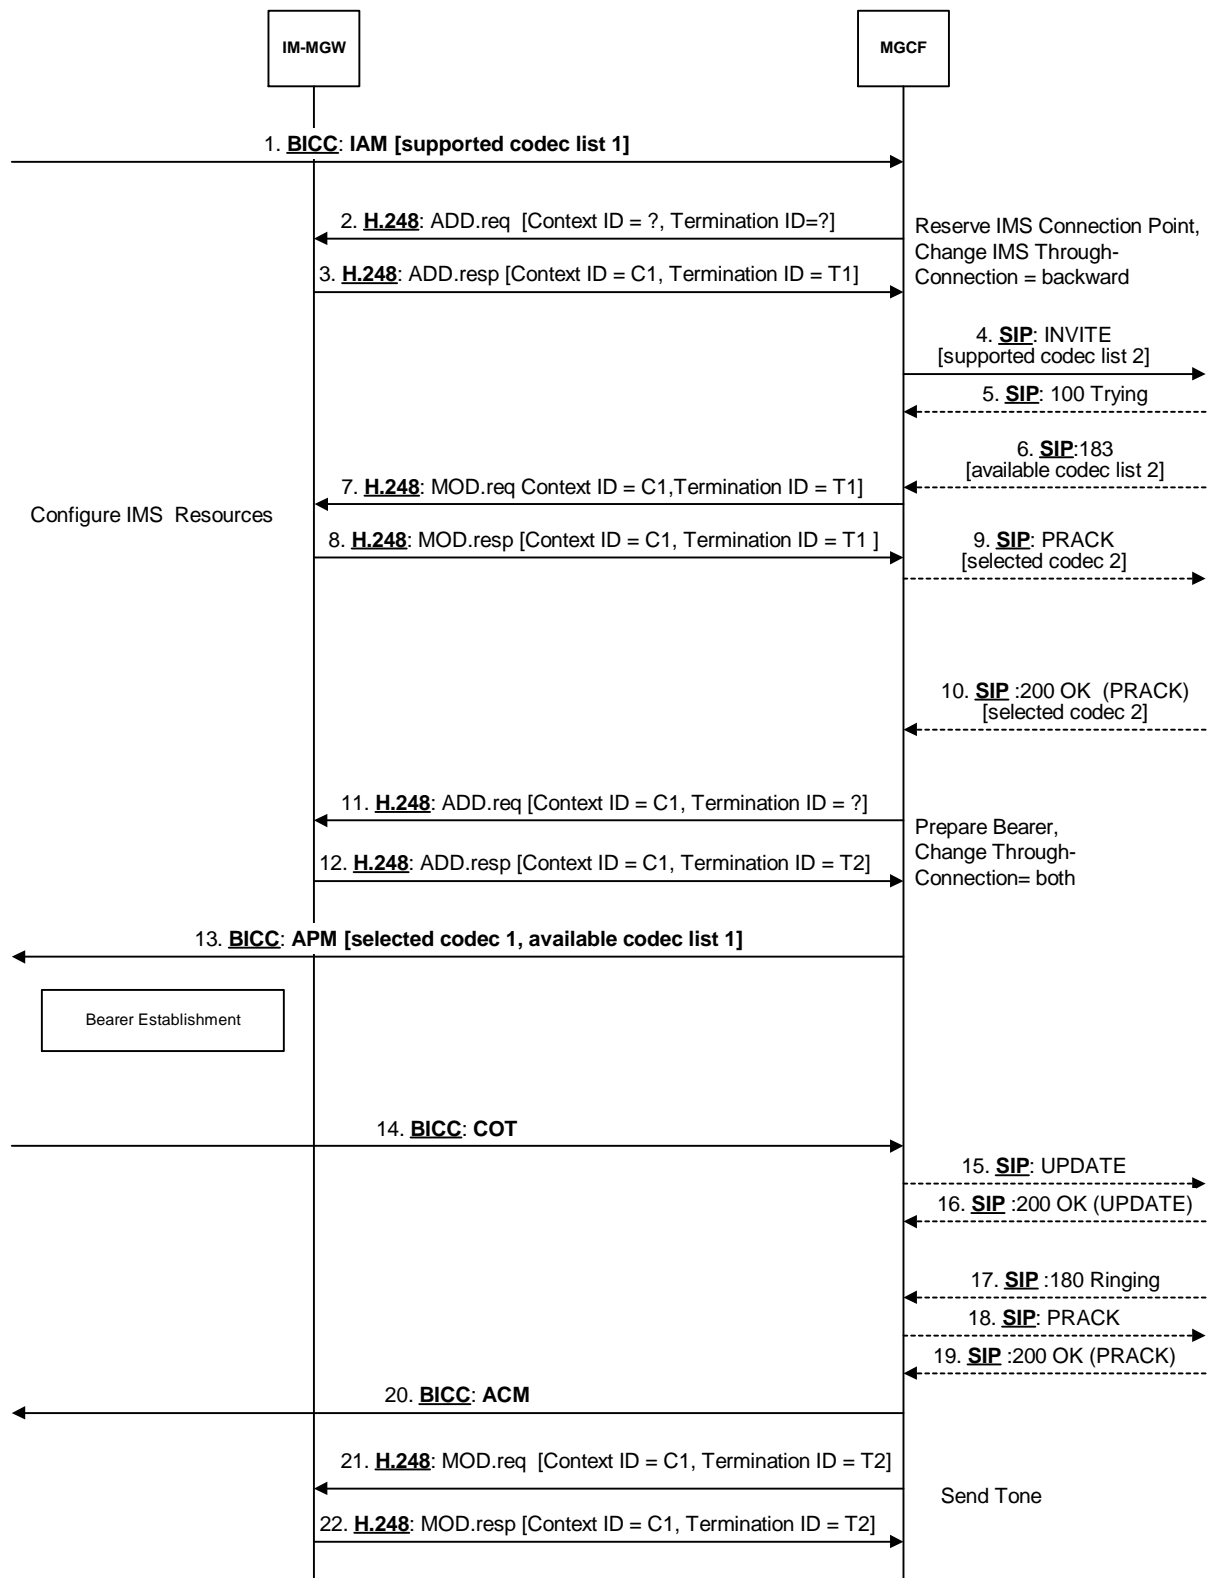 IM-MGW
MGCF
1. BICC: IAM [supported codec list 1]
2. H.248: ADD.req [Context ID = ?, Termination ID=?]
Reserve IMS Connection Point,
Change IMS Through-
Connection = backward
3. H.248: ADD.resp [Context ID = C1, Termination ID = T1]
4. SIP: INVITE
[supported codec list 2]
5. SIP: 100 Trying
6. SIP:183
[available codec list 2]
7. H.248: MOD.req Context ID = C1,Termination ID = T1]
Configure IMS Resources
8. H.248: MOD.resp [Context ID = C1, Termination ID = T1 ]
9. SIP: PRACK
[selected codec 2]
10. SIP :200 OK (PRACK)
[selected codec 2]
11. H.248: ADD.req [Context ID = C1, Termination ID = ?]
Prepare Bearer,
Change Through-
Connection= both
12. H.248: ADD.resp [Context ID = C1, Termination ID = T2]
13. BICC: APM [selected codec 1, available codec list 1]
Bearer Establishment
14. BICC: COT
15. SIP: UPDATE
16. SIP :200 OK (UPDATE)
17. SIP :180 Ringing
18. SIP: PRACK
19. SIP :200 OK (PRACK)
20. BICC: ACM
21. H.248: MOD.req [Context ID = C1, Termination ID = T2]
Send Tone
22. H.248: MOD.resp [Context ID = C1, Termination ID = T2]